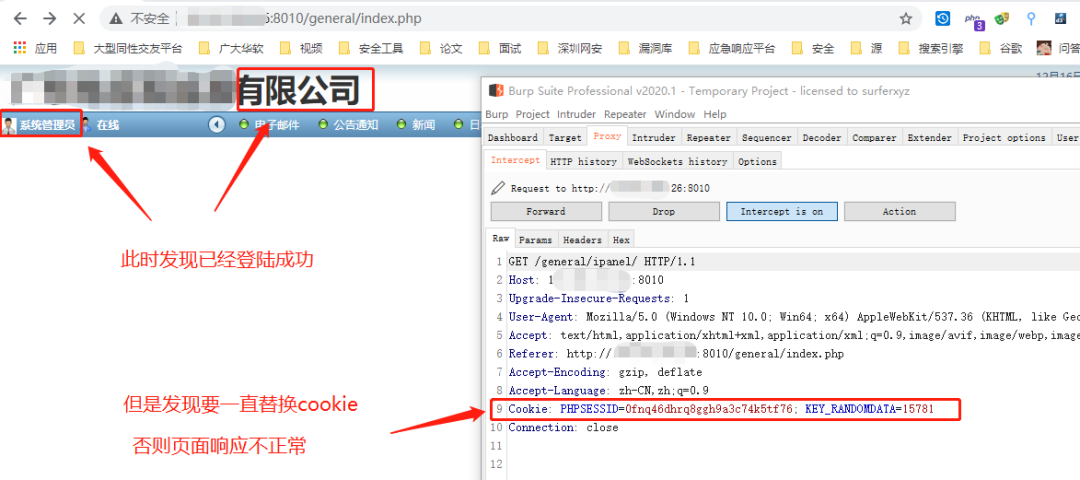 不安全
5:8010/general/index.php
php
3
应用 大型同性交友平台 广大华软 视频 安全工具 论文 面试 深圳网安 漏洞库 应急响应平台 安全 源 搜索引擎 谷歌 问答
有限公司
12月16日
系统管理员 在线 电子邮件 公告通知 新闻 日
此时发现已经登陆成功
但是发现要一直替换cookie
否则页面响应不正常
Burp Suite Professional v2020.1 - Temporary Project - licensed to surferxyz
Burp Project Intruder Repeater Window Help
Dashboard Target Proxy Intruder Repeater Sequencer Decoder Comparer Extender Project options User
Intercept HTTP history WebSockets history Options
Request to http:// 26:8010
Forward Drop Intercept is on Action
Raw Params Headers Hex
1 GET /general/ipanel/ HTTP/1.1
2 Host: 1 :8010
3 Upgrade-Insecure-Requests: 1
4 User-Agent: Mozilla/5.0 (Windows NT 10.0; Win64; x64) AppleWebKit/537.36 (KHTML, like Gec
5 Accept: text/html,application/xhtml+xml,application/xml;q=0.9,image/avif,image/webp,imag
6 Referer: http:// :8010/general/index.php
7 Accept-Encoding: gzip, deflate
8 Accept-Language: zh-CN,zh;q=0.9
9 Cookie: PHPSESSID=0fnq46dhrq8ggh9a3c74k5tf76; KEY_RANDOMDATA=15781
10 Connection: close
11
12